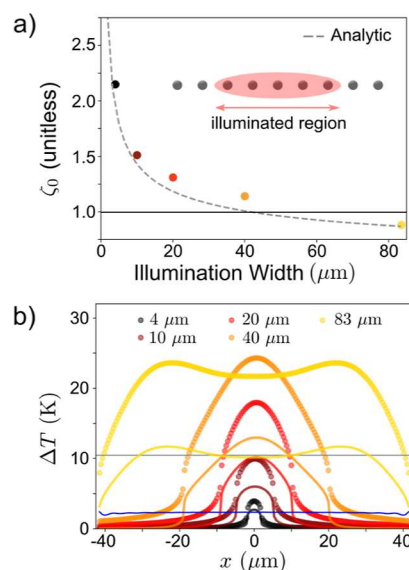 a)
--- Analytic
illuminated region
ζ₀ (unitless)
2.5
2.0
1.5
1.0
0 20 40 60 80
Illumination Width (μm)
b)
4 μm 20 μm 83 μm
10 μm 40 μm
ΔT (K)
30
20
10
0
-40 -20 0 20 40
x (μm)